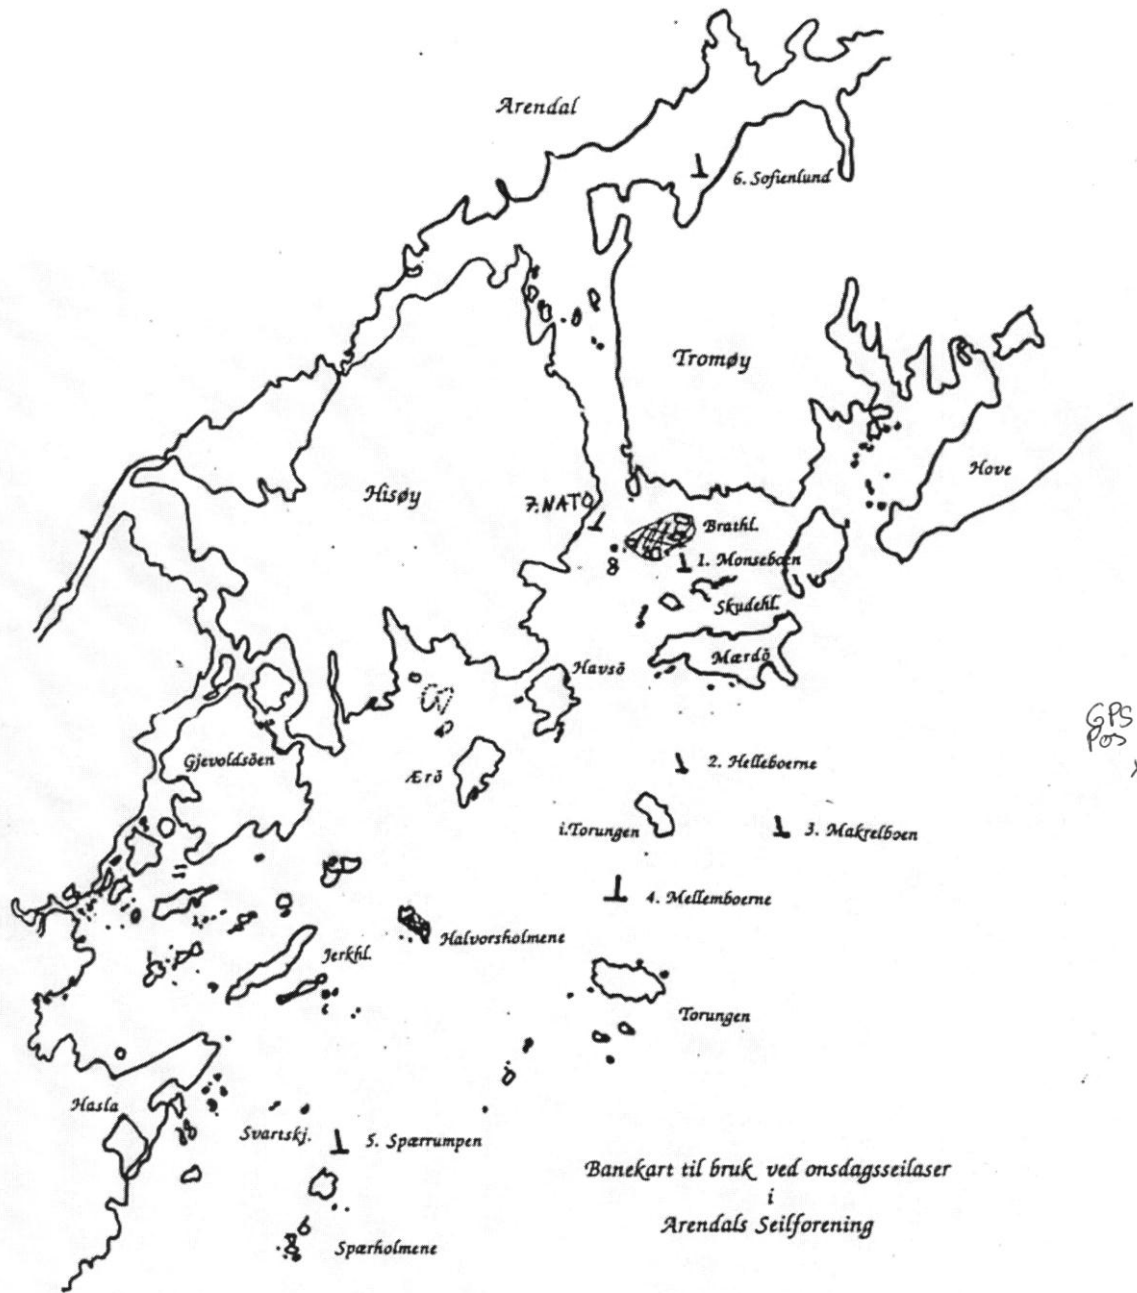 Arendal
6. Sofienlund
Tromøy
Hove
Hisøy
7. NATO
Brathl.
1. Monseboen
Skudehl.
Mærdö
Havsö
GPS
Pos
Gjevoldsöen
Ærö
2. Helleboerne
i.Torungen
3. Makrelboen
4. Mellemboerne
Halvorsholmene
Jerkhl.
Torungen
Hasla
Svartskj.
5. Spærrumpen
Spærholmene
Banekart til bruk ved onsdagsseilaser
i
Arendals Seilforening